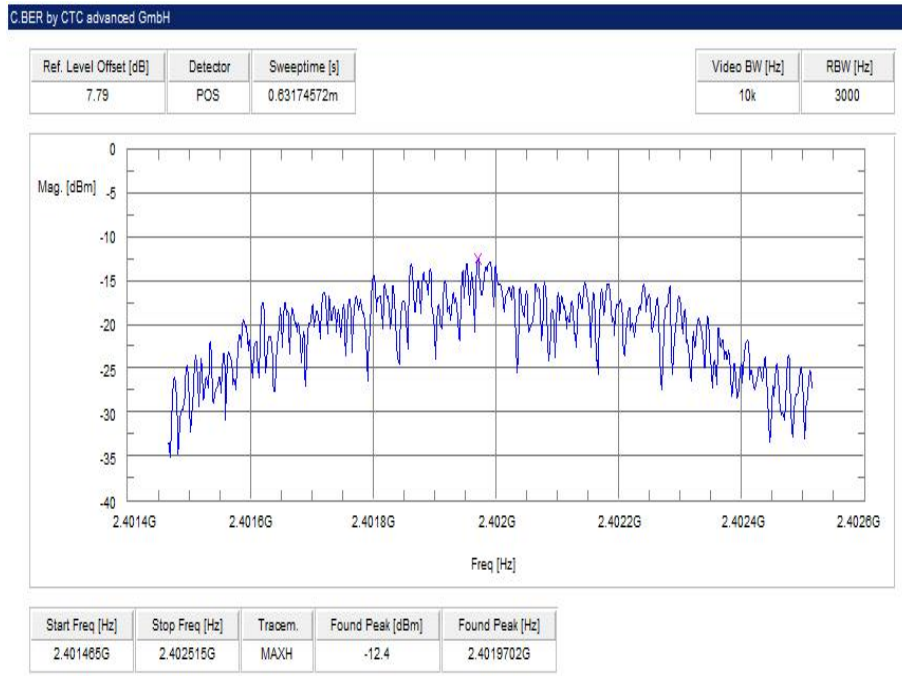 C.BER by CTC advanced GmbH
Ref. Level Offset [dB] Detector Sweeptime [s] Video BW [Hz] RBW [Hz]
7.79 POS 0.63174572m 10k 3000
0
Mag. [dBm] -5
-10
-15
-20
-25
-30
-35
-40
2.4014G 2.4016G 2.4018G 2.402G 2.4022G 2.4024G 2.4026G
Freq [Hz]
Start Freq [Hz] Stop Freq [Hz] Tracem. Found Peak [dBm] Found Peak [Hz]
2.401465G 2.402515G MAXH -12.4 2.4019702G